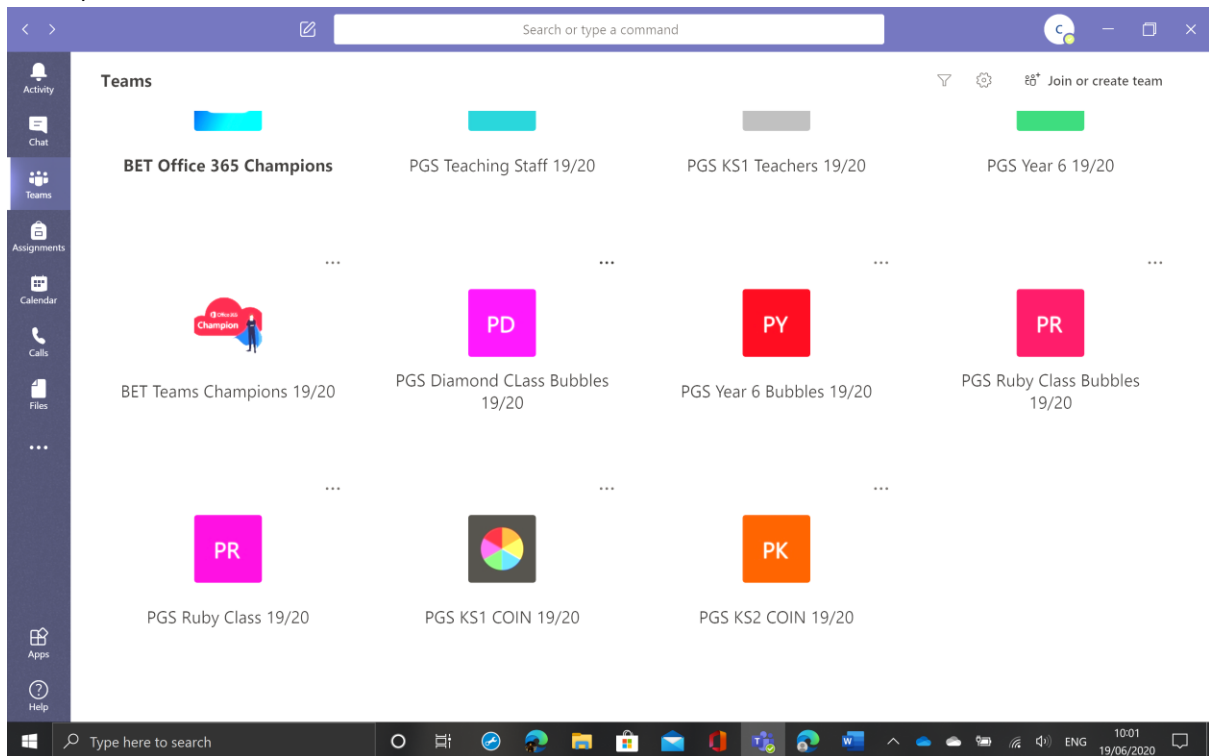 Search or type a command
C
Activity
Chat
Teams
Assignments
Calendar
Calls
Files
Apps
Help
Teams
Join or create team
BET Office 365 Champions
PGS Teaching Staff 19/20
PGS KS1 Teachers 19/20
PGS Year 6 19/20
Office 365
Champion
BET Teams Champions 19/20
PD
PGS Diamond CLass Bubbles
19/20
PY
PGS Year 6 Bubbles 19/20
PR
PGS Ruby Class Bubbles
19/20
PR
PGS Ruby Class 19/20
PGS KS1 COIN 19/20
PK
PGS KS2 COIN 19/20
Type here to search
W
ENG
10:01
19/06/2020